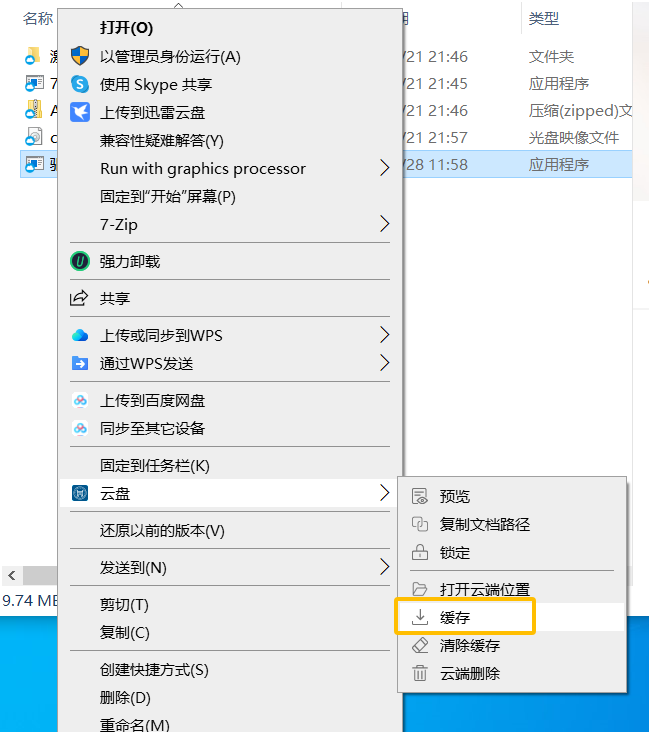 名称
类型
打开(O)
/21 21:46
文件夹
以管理员身份运行(A)
/21 21:45
应用程序
使用 Skype 共享
/21 21:46
压缩(zipped)文
上传到迅雷云盘
/21 21:57
光盘映像文件
兼容性疑难解答(Y)
/28 11:58
应用程序
Run with graphics processor
固定到“开始”屏幕(P)
7-Zip
强力卸载
共享
上传或同步到WPS
通过WPS发送
上传到百度网盘
同步至其它设备
固定到任务栏(K)
云盘
还原以前的版本(V)
发送到(N)
剪切(T)
复制(C)
创建快捷方式(S)
删除(D)
重命名(M)
预览
复制文档路径
锁定
打开云端位置
缓存
清除缓存
云端删除
9.74 ME